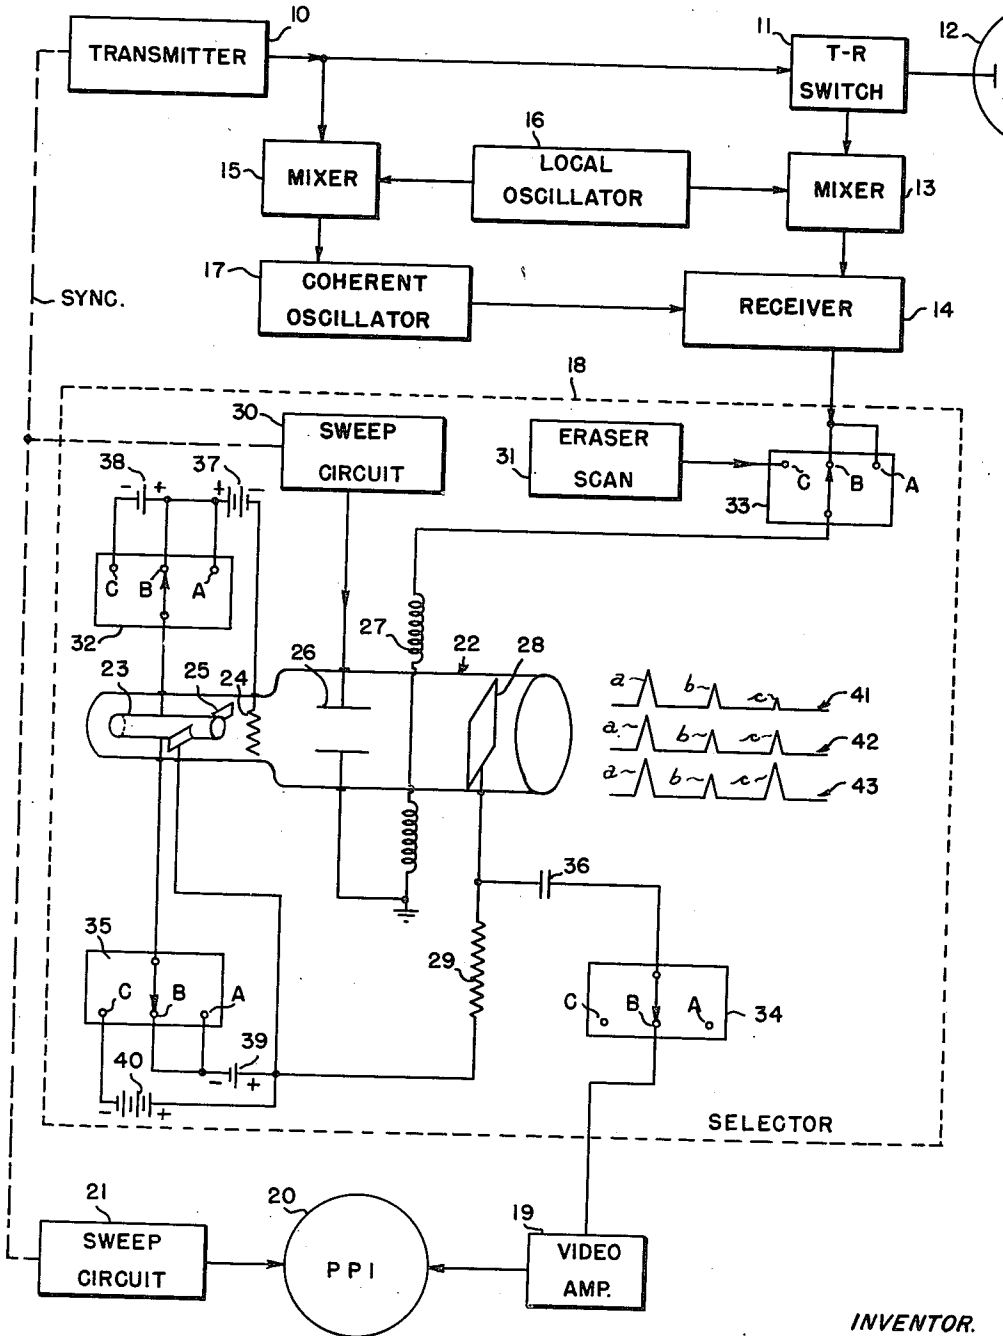 10
TRANSMITTER
11
T-R
SWITCH
12
15
MIXER
16
LOCAL
OSCILLATOR
MIXER
13
17
COHERENT
OSCILLATOR
RECEIVER
14
SYNC.
18
30
SWEEP
CIRCUIT
31
ERASER
SCAN
33
C
B
A
38
- +
37
+ -
C
B
A
32
23
25
24
26
27
22
28
a
b
c
41
a
b
c
42
a
b
c
43
36
35
C
B
A
29
39
- +
40
- +
C
B
A
34
SELECTOR
21
SWEEP
CIRCUIT
20
PPI
19
VIDEO
AMP.
INVENTOR.